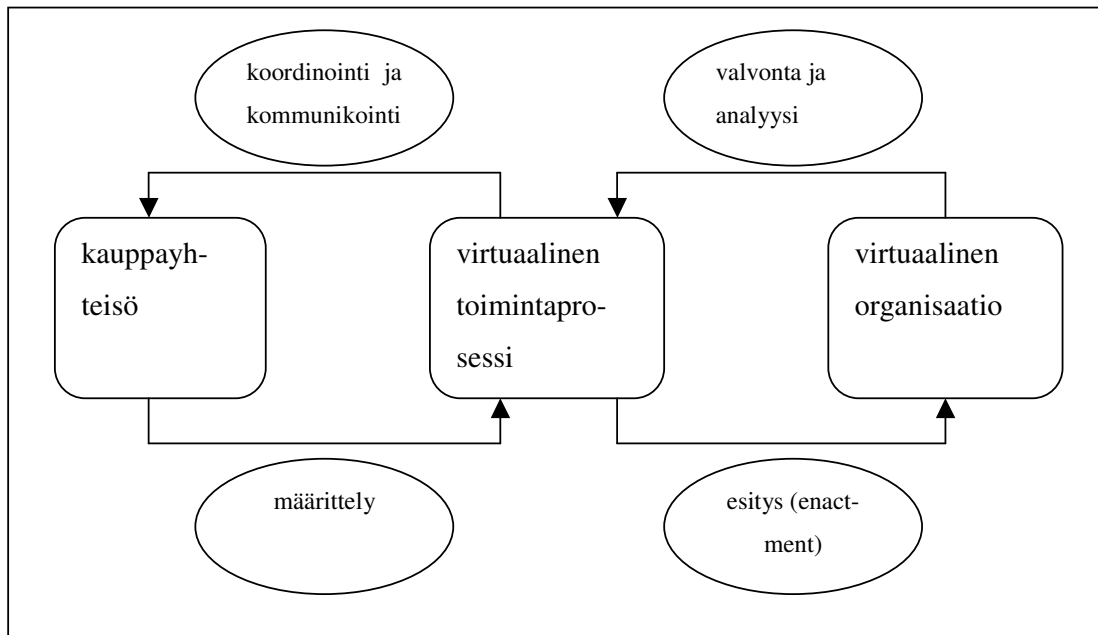 koordinointi ja
kommunikointi
valvonta ja
analyysi
kauppayh-
teisö
virtuaalinen
toimintapro-
sessi
virtuaalinen
organisaatio
määrittely
esitys (enact-
ment)